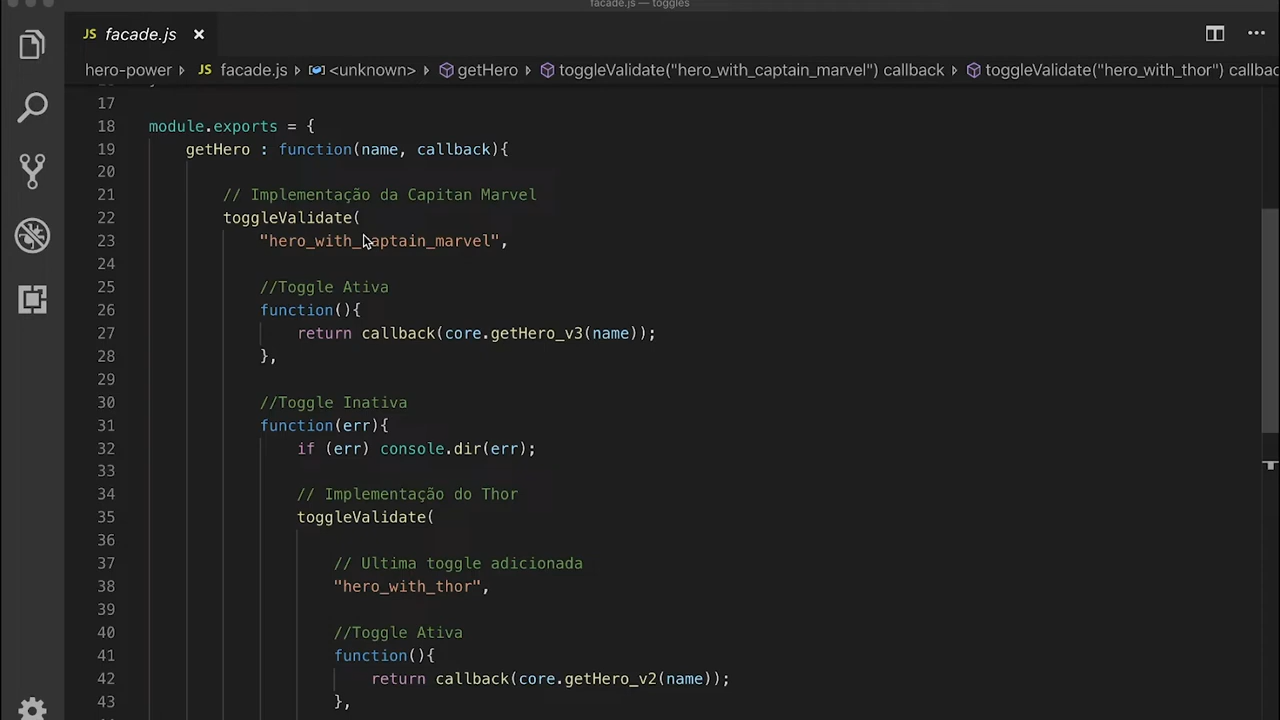 facade.js — toggles
JS facade.js ×
hero-power JS facade.js <unknown> getHero toggleValidate("hero_with_captain_marvel") callback toggleValidate("hero_with_thor") callbac
17
18 module.exports = {
19 getHero : function(name, callback){
20
21 // Implementação da Capitan Marvel
22 toggleValidate(
23 "hero_with_captain_marvel",
24
25 //Toggle Ativa
26 function(){
27 return callback(core.getHero_v3(name));
28 },
29
30 //Toggle Inativa
31 function(err){
32 if (err) console.dir(err);
33
34 // Implementação do Thor
35 toggleValidate(
36
37 // Ultima toggle adicionada
38 "hero_with_thor",
39
40 //Toggle Ativa
41 function(){
42 return callback(core.getHero_v2(name));
43 },